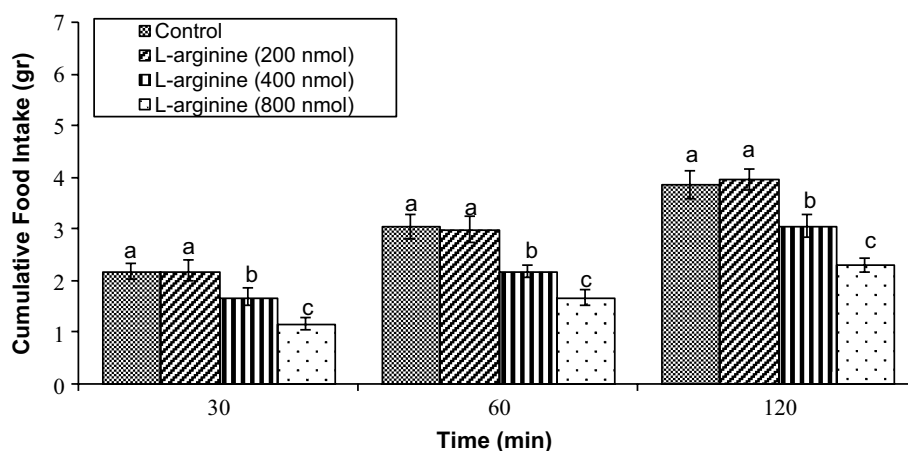 Cumulative Food Intake (gr)
7
6
5
4
3
2
1
0
Control
L-arginine (200 nmol)
L-arginine (400 nmol)
L-arginine (800 nmol)
a
a
b
c
a
a
b
c
a
a
b
c
30
60
120
Time (min)